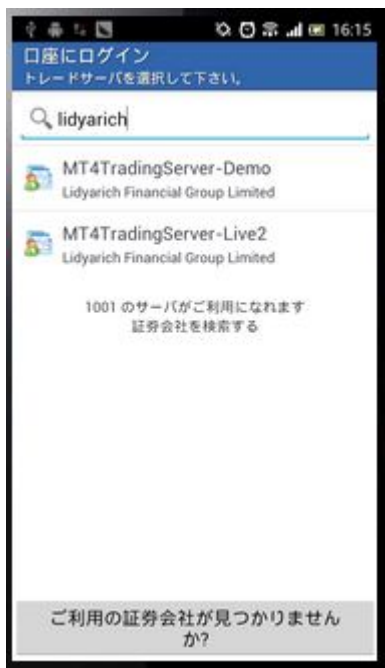 16:15
口座にログイン
トレードサーバを選択して下さい。
lidyarich
MT4TradingServer-Demo
Lidyarich Financial Group Limited
MT4TradingServer-Live2
Lidyarich Financial Group Limited
1001 のサーバがご利用になれます
証券会社を検索する
ご利用の証券会社が見つかりません
か?